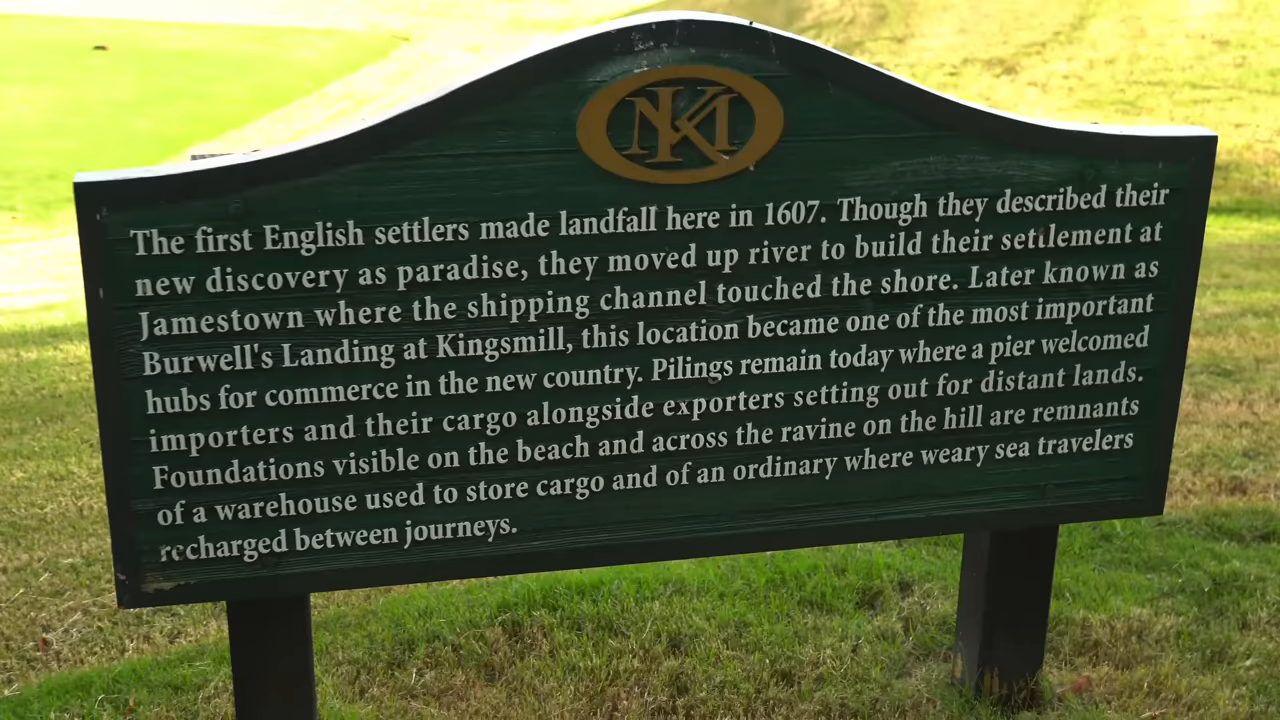 NKM
The first English settlers made landfall here in 1607. Though they described their
new discovery as paradise, they moved up river to build their settlement at
Jamestown where the shipping channel touched the shore. Later known as
Burwell's Landing at Kingsmill, this location became one of the most important
hubs for commerce in the new country. Pilings remain today where a pier welcomed
importers and their cargo alongside exporters setting out for distant lands.
Foundations visible on the beach and across the ravine on the hill are remnants
of a warehouse used to store cargo and of an ordinary where weary sea travelers
recharged between journeys.